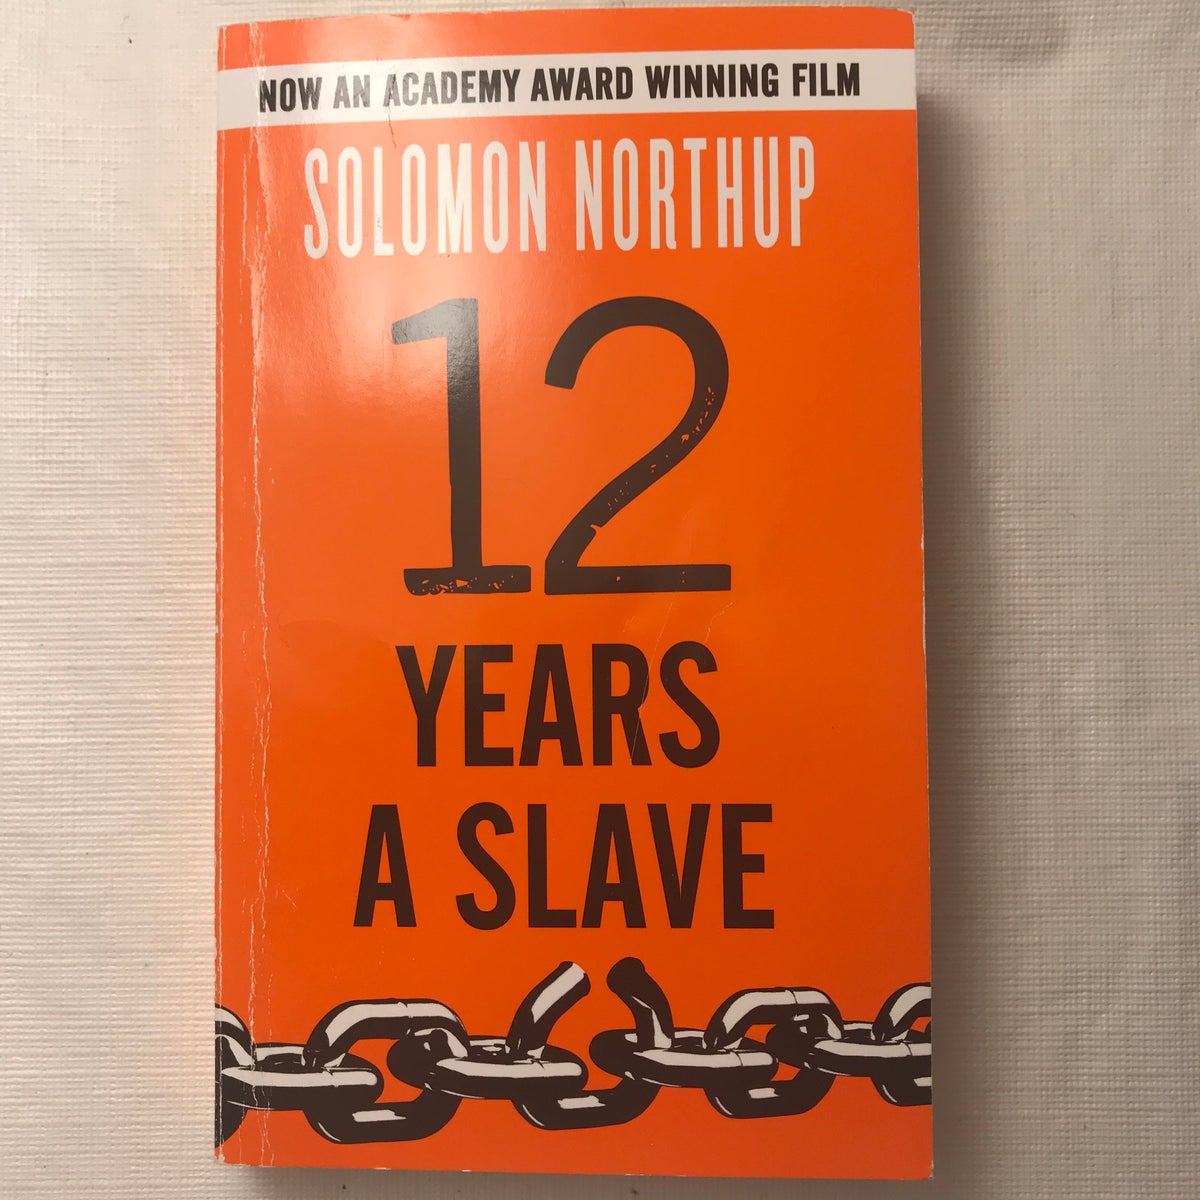 NOW AN ACADEMY AWARD WINNING FILM
SOLOMON NORTHUP
12
YEARS
A SLAVE